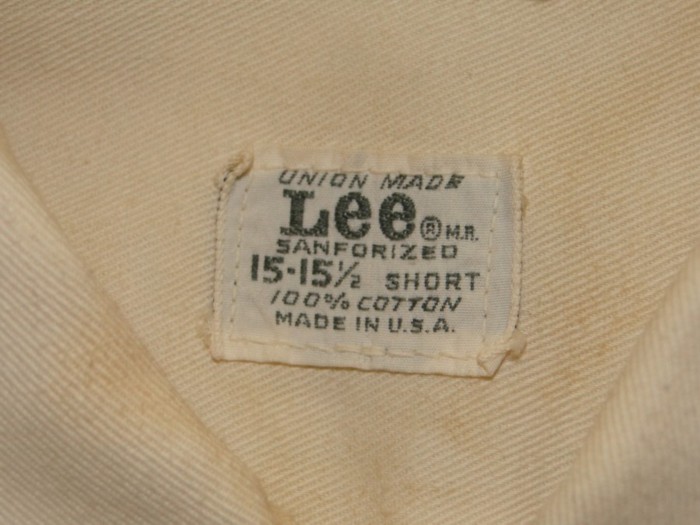 UNION MADE
Lee ® M.R.
SANFORIZED
15-15½ SHORT
100% COTTON
MADE IN U.S.A.